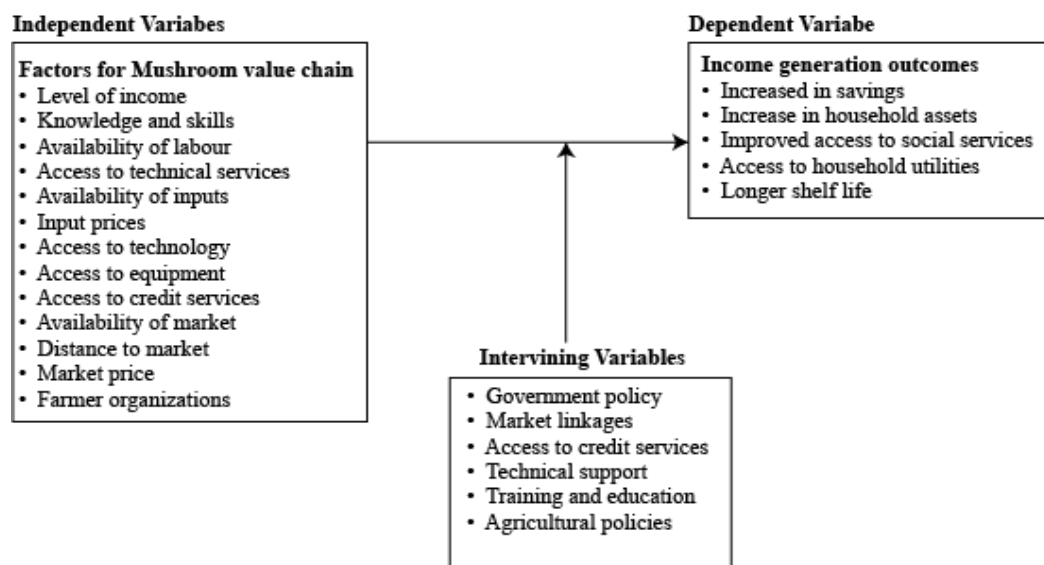 Independent Variabes
Factors for Mushroom value chain
• Level of income
• Knowledge and skills
• Availability of labour
• Access to technical services
• Availability of inputs
• Input prices
• Access to technology
• Access to equipment
• Access to credit services
• Availability of market
• Distance to market
• Market price
• Farmer organizations
Dependent Variabe
Income generation outcomes
• Increased in savings
• Increase in household assets
• Improved access to social services
• Access to household utilities
• Longer shelf life
Intervining Variables
• Government policy
• Market linkages
• Access to credit services
• Technical support
• Training and education
• Agricultural policies